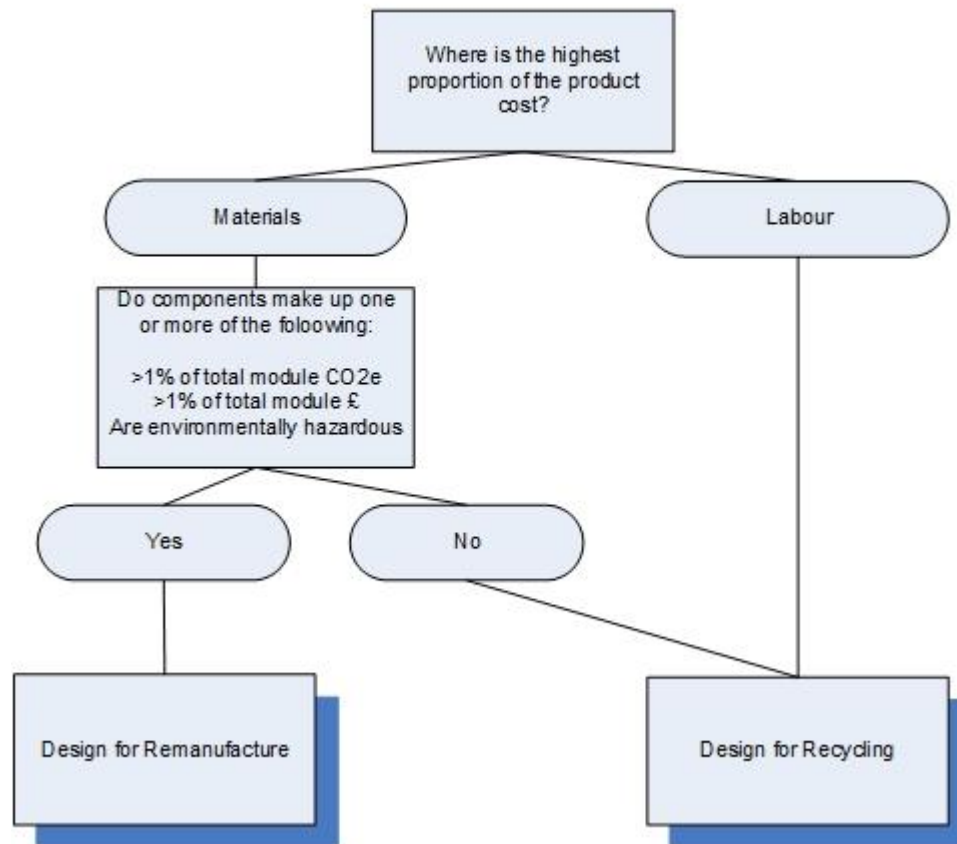 Where is the highest
proportion of the product
cost?
Materials
Labour
Do components make up one
or more of the foloowing:
>1% of total module CO2e
>1% of total module £
Are environmentally hazardous
Yes
No
Design for Remanufacture
Design for Recycling